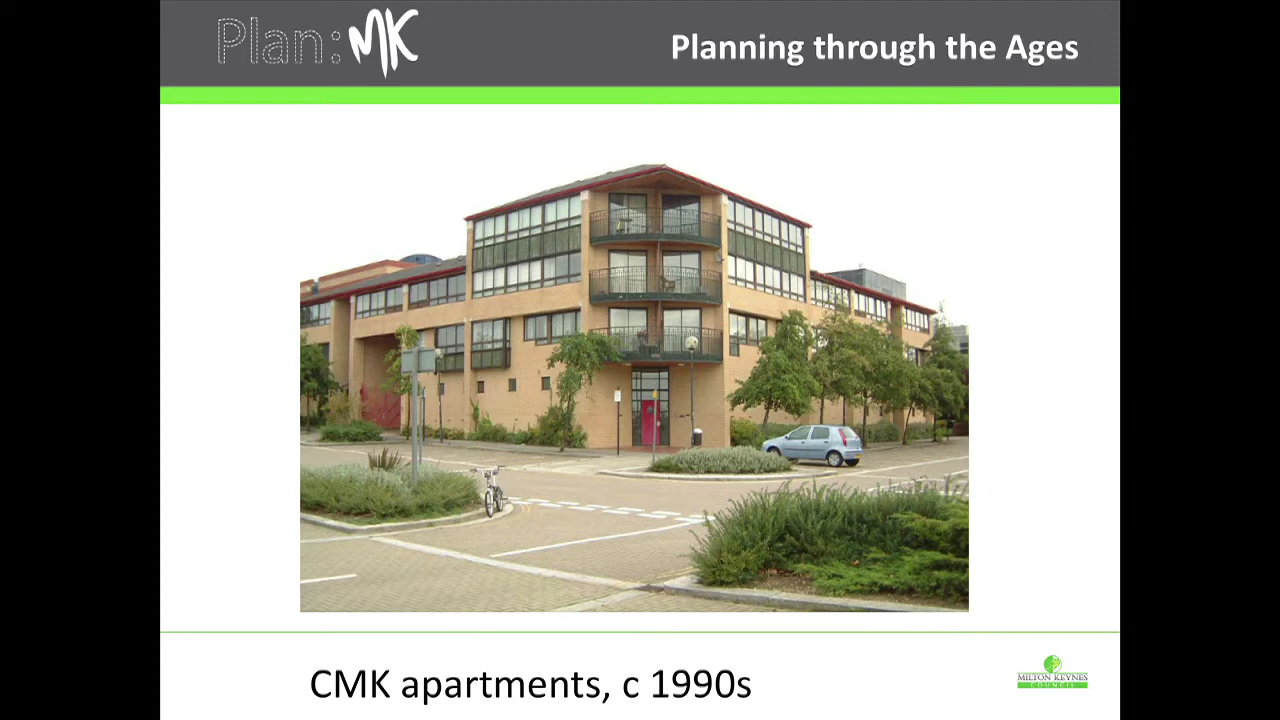 Plan:MK
Planning through the Ages
CMK apartments, c 1990s
MILTON KEYNES
COUNCIL